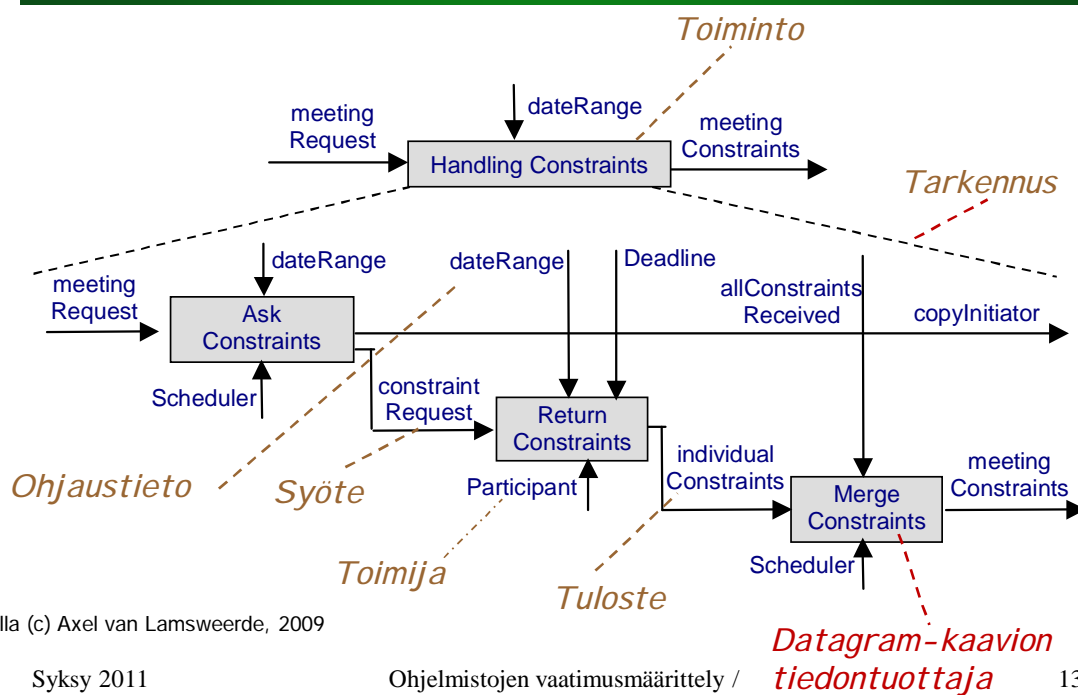 Toiminto
dateRange
meeting
Request
meeting
Constraints
Handling Constraints
Tarkennus
dateRange
dateRange
Deadline
meeting
Request
allConstraints
Received
copyInitiator
Ask
Constraints
Scheduler
constraint
Request
Return
Constraints
individual
Constraints
meeting
Constraints
Ohjaustieto
Syöte
Participant
Merge
Constraints
Toimija
Tuloste
Scheduler
lla (c) Axel van Lamsweerde, 2009
Datagram-kaavion
tiedontuottaja
Syksy 2011
Ohjelmistojen vaatimusmäärittely /
13